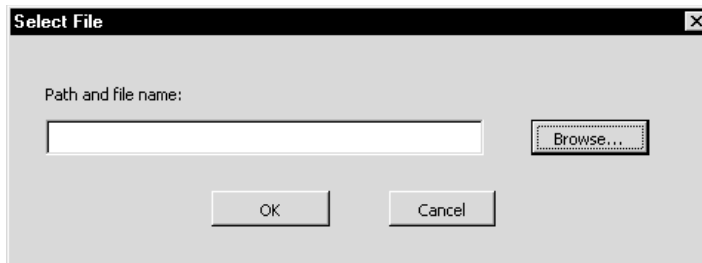 Select File
Path and file name:
Browse...
OK
Cancel